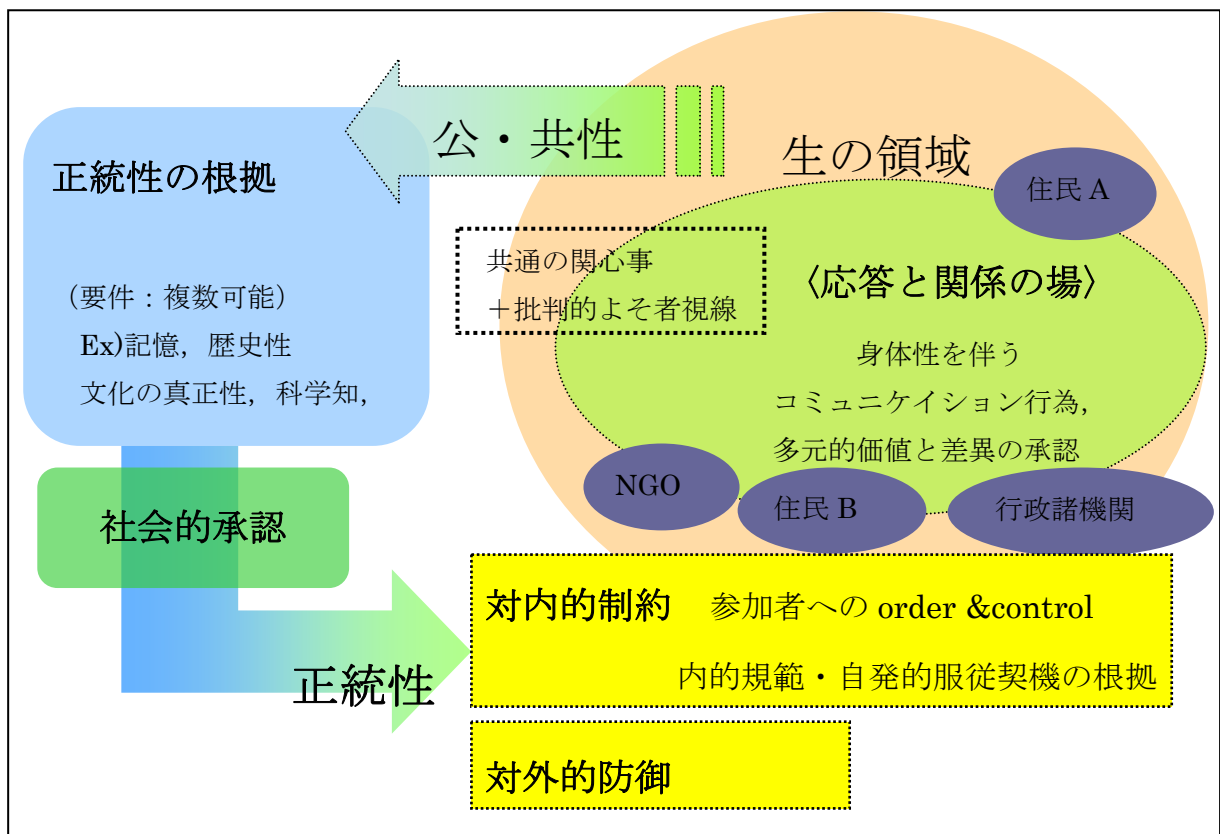 公・共性
正統性の根拠
(要件：複数可能)
Ex)記憶，歴史性
文化の真正性，科学知，
生の領域
住民 A
共通の関心事
＋批判的よそ者視線
〈応答と関係の場〉
身体性を伴う
コミュニケイション行為，
多元的価値と差異の承認
NGO
住民 B
行政諸機関
社会的承認
正統性
対内的制約 参加者への order &control
内的規範・自発的服従契機の根拠
対外的防御